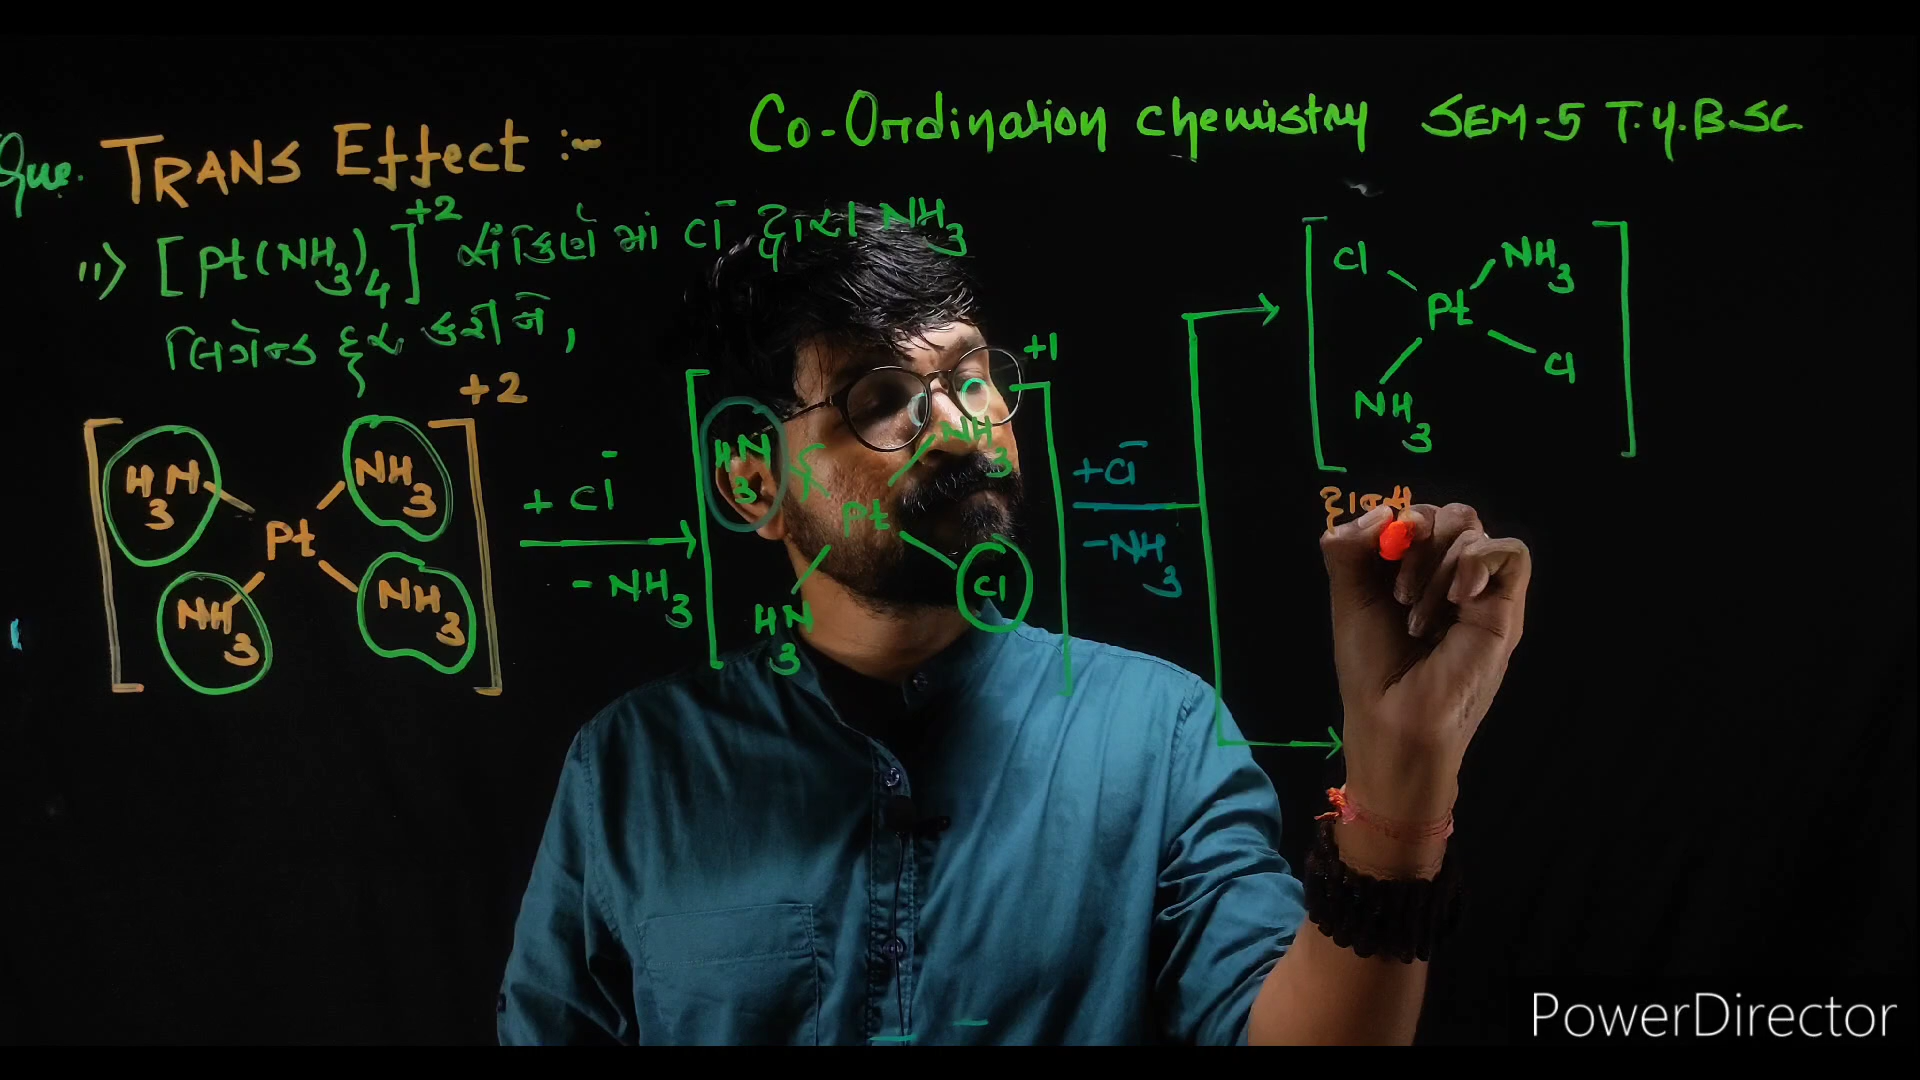 Co-Ordination chemistry SEM-5 T.Y.B.Sc
Que. TRANS Effect :-
ii) [Pt(NH3)4]+2 સંકિર્ણો માં Cl- દ્વારા NH3
લિગેન્ડ દૂર કરીને,
+2
H3N NH3
Pt
NH3 NH3
+ Cl-
- NH3
+1
H3N NH3
Pt
H3N Cl
+Cl-
-NH3
Cl NH3
Pt
NH3 Cl
PowerDirector